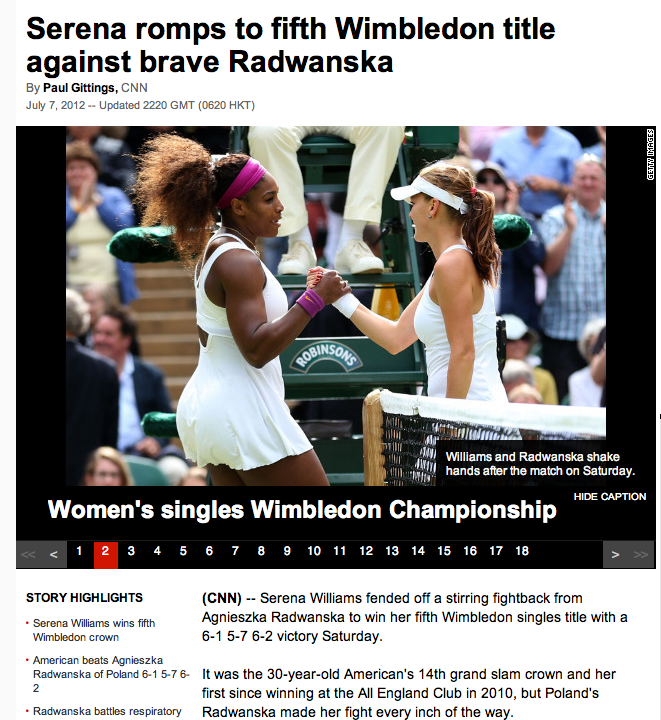 Serena romps to fifth Wimbledon title
against brave Radwanska
By Paul Gittings, CNN
July 7, 2012 -- Updated 2220 GMT (0620 HKT)
GETTY IMAGES
ROBINSONS
Williams and Radwanska shake
hands after the match on Saturday.
HIDE CAPTION
Women's singles Wimbledon Championship
<< < 1 2 3 4 5 6 7 8 9 10 11 12 13 14 15 16 17 18 > >>
STORY HIGHLIGHTS
• Serena Williams wins fifth
Wimbledon crown
• American beats Agnieszka
Radwanska of Poland 6-1 5-7 6-
2
• Radwanska battles respiratory
(CNN) -- Serena Williams fended off a stirring fightback from
Agnieszka Radwanska to win her fifth Wimbledon singles title with a
6-1 5-7 6-2 victory Saturday.
It was the 30-year-old American's 14th grand slam crown and her
first since winning at the All England Club in 2010, but Poland's
Radwanska made her fight every inch of the way.